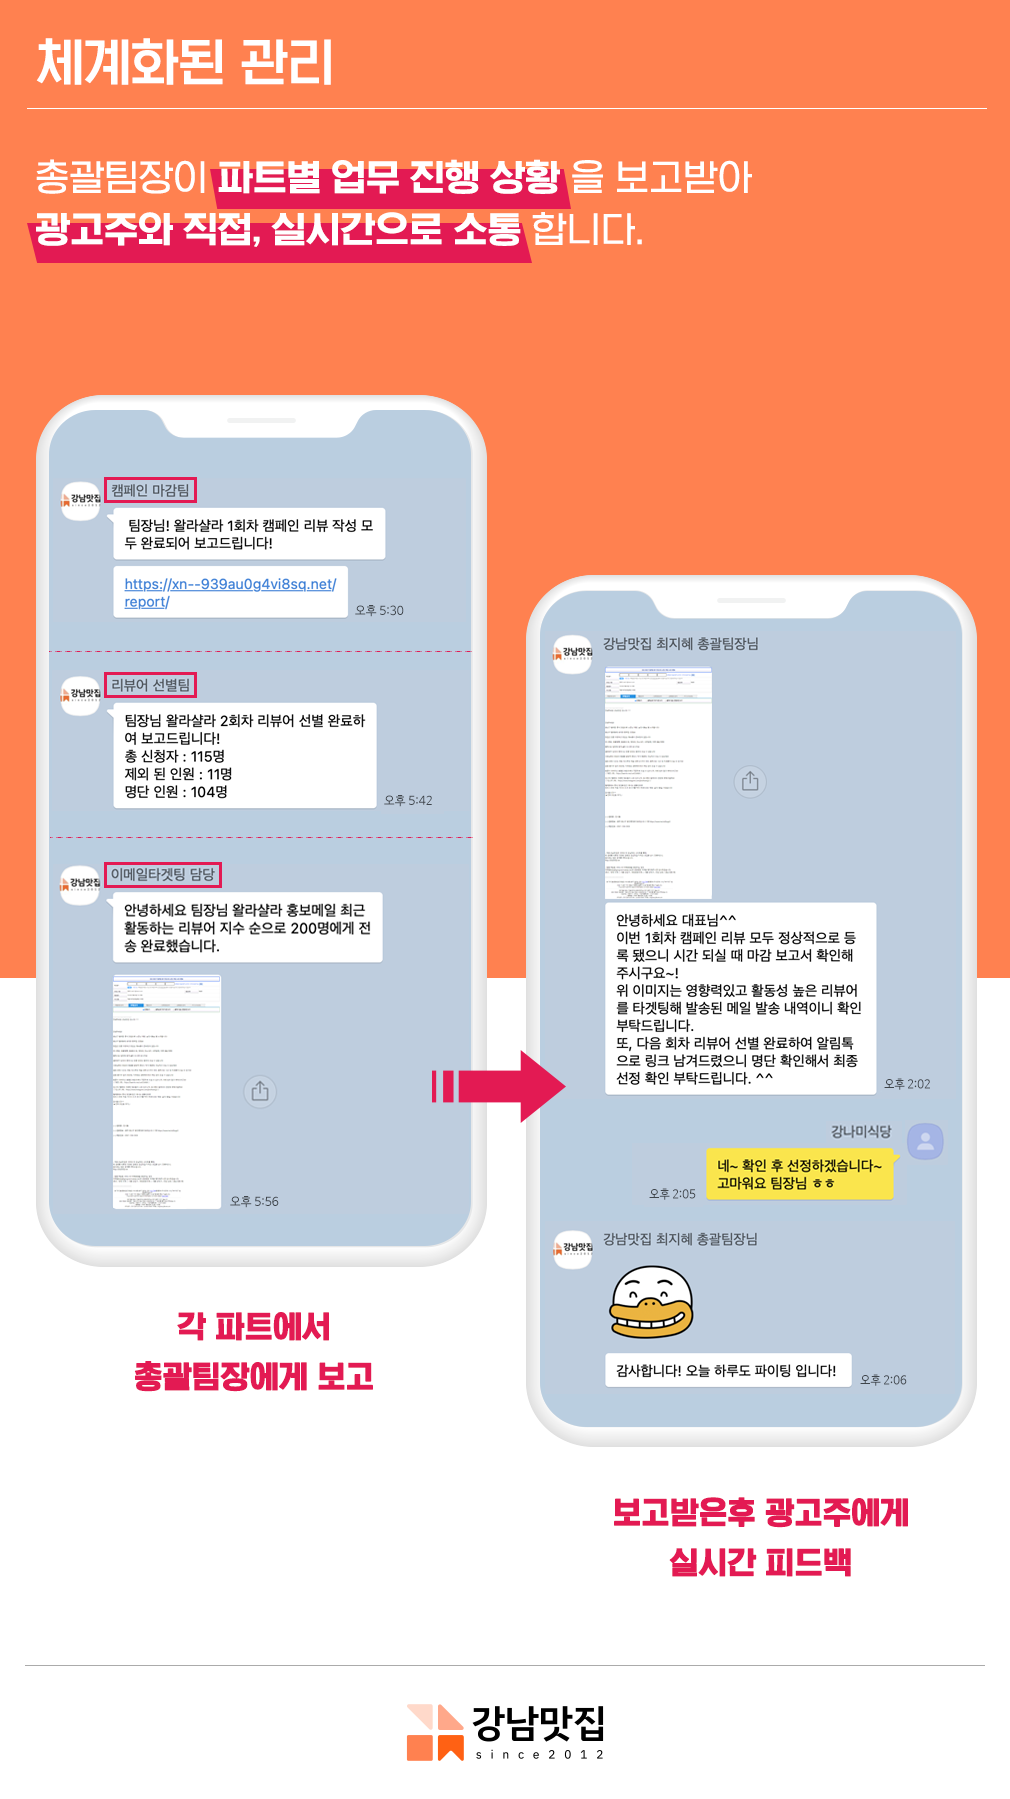 체계화된 관리
총괄팀장이 파트별 업무 진행 상황 을 보고받아
광고주와 직접, 실시간으로 소통 합니다.
강남맛집
캠페인 마감팀
팀장님! 왈라샬라 1회차 캠페인 리뷰 작성 모
두 완료되어 보고드립니다!
https://xn--939au0g4vi8sq.net/
report/
오후 5:30
강남맛집
리뷰어 선별팀
팀장님 왈라샬라 2회차 리뷰어 선별 완료하
여 보고드립니다!
총 신청자 : 115명
제외 된 인원 : 11명
명단 인원 : 104명
오후 5:42
강남맛집
이메일타겟팅 담당
안녕하세요 팀장님 왈라샬라 홍보메일 최근
활동하는 리뷰어 지수 순으로 200명에게 전
송 완료했습니다.
오후 5:56
각 파트에서
총괄팀장에게 보고
강남맛집
강남맛집 최지혜 총괄팀장님
안녕하세요 대표님^^
이번 1회차 캠페인 리뷰 모두 정상적으로 등
록 됐으니 시간 되실 때 마감 보고서 확인해
주시구요~!
위 이미지는 영향력있고 활동성 높은 리뷰어
를 타겟팅해 발송된 메일 발송 내역이니 확인
부탁드립니다.
또, 다음 회차 리뷰어 선별 완료하여 알림톡
으로 링크 남겨드렸으니 명단 확인해서 최종
선정 확인 부탁드립니다. ^^
오후 2:02
강나미식당
네~ 확인 후 선정하겠습니다~
고마워요 팀장님 ㅎㅎ
오후 2:05
강남맛집
강남맛집 최지혜 총괄팀장님
감사합니다! 오늘 하루도 파이팅 입니다!
오후 2:06
보고받은후 광고주에게
실시간 피드백
강남맛집
since2012